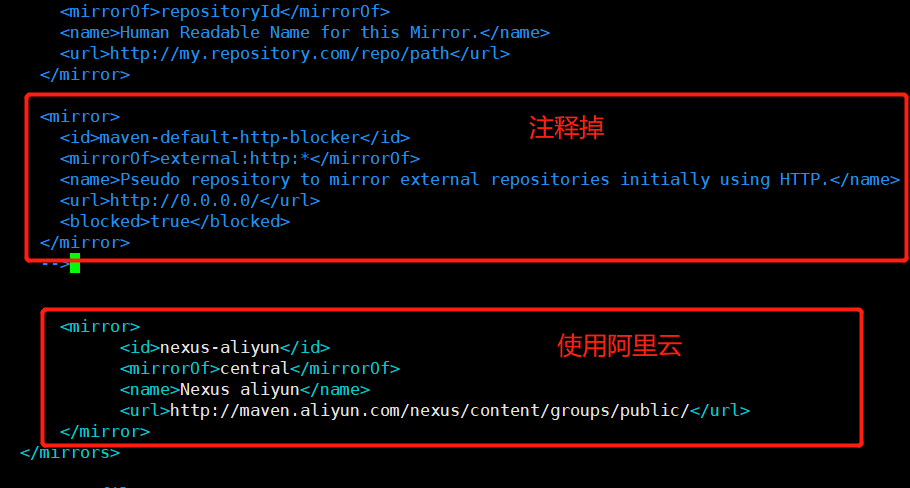 <mirrorOf>repositoryId</mirrorOf>
<name>Human Readable Name for this Mirror.</name>
<url>http://my.repository.com/repo/path</url>
</mirror>
<mirror>
注释掉
<id>maven-default-http-blocker</id>
<mirrorOf>external:http:*</mirrorOf>
<name>Pseudo repository to mirror external repositories initially using HTTP.</name>
<url>http://0.0.0.0/</url>
<blocked>true</blocked>
</mirror>
-->
<mirror>
<id>nexus-aliyun</id>
使用阿里云
<mirrorOf>central</mirrorOf>
<name>Nexus aliyun</name>
<url>http://maven.aliyun.com/nexus/content/groups/public/</url>
</mirror>
</mirrors>